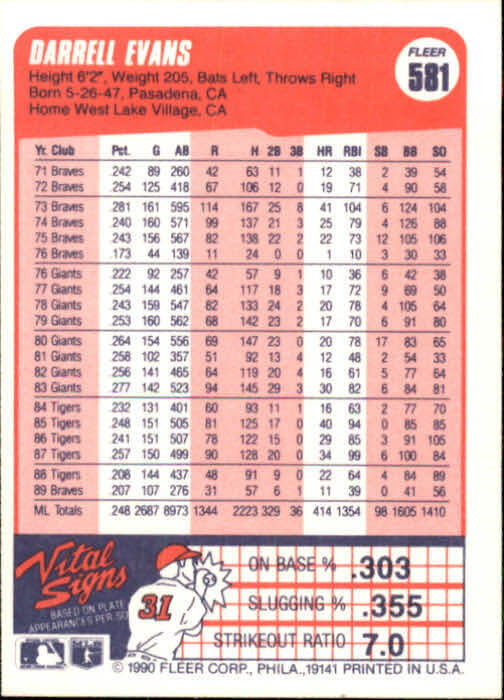 DARRELL EVANS
FLEER
581
Height 6'2", Weight 205, Bats Left, Throws Right
Born 5-26-47, Pasadena, CA
Home West Lake Village, CA
Yr. Club Pct. G AB R H 2B 3B HR RBI SB BB SO
71 Braves .242 89 260 42 63 11 1 12 38 2 39 54
72 Braves .254 125 418 67 106 12 0 19 71 4 90 58
73 Braves .281 161 595 114 167 25 8 41 104 6 124 104
74 Braves .240 160 571 99 137 21 3 25 79 4 126 88
75 Braves .243 156 567 82 138 22 2 22 73 12 105 106
76 Braves .173 44 139 11 24 0 0 1 10 3 30 33
76 Giants .222 92 257 42 57 9 1 10 36 6 42 38
77 Giants .254 144 461 64 117 18 3 17 72 9 69 50
78 Giants .243 159 547 82 133 24 2 20 78 4 105 64
79 Giants .253 160 562 68 142 23 2 17 70 6 91 80
80 Giants .264 154 556 69 147 23 0 20 78 17 83 65
81 Giants .258 102 357 51 92 13 4 12 48 2 54 33
82 Giants .256 141 465 64 119 20 4 16 61 5 77 64
83 Giants .277 142 523 94 145 29 3 30 82 6 84 81
84 Tigers .232 131 401 60 93 11 1 16 63 2 77 70
85 Tigers .248 151 505 81 125 17 0 40 94 0 85 85
86 Tigers .241 151 507 78 122 15 0 29 85 3 91 105
87 Tigers .257 150 499 90 128 20 0 34 99 6 100 84
88 Tigers .208 144 437 48 91 9 0 22 64 4 84 89
89 Braves .207 107 276 31 57 6 1 11 39 0 41 56
ML Totals .248 2687 8973 1344 2223 329 36 414 1354 98 1605 1410
Vital Signs
BASED ON PLATE
APPEARANCES PER SO
31
ON BASE % .303
SLUGGING % .355
STRIKEOUT RATIO 7.0
© 1990 FLEER CORP., PHILA., 19141 PRINTED IN U.S.A.